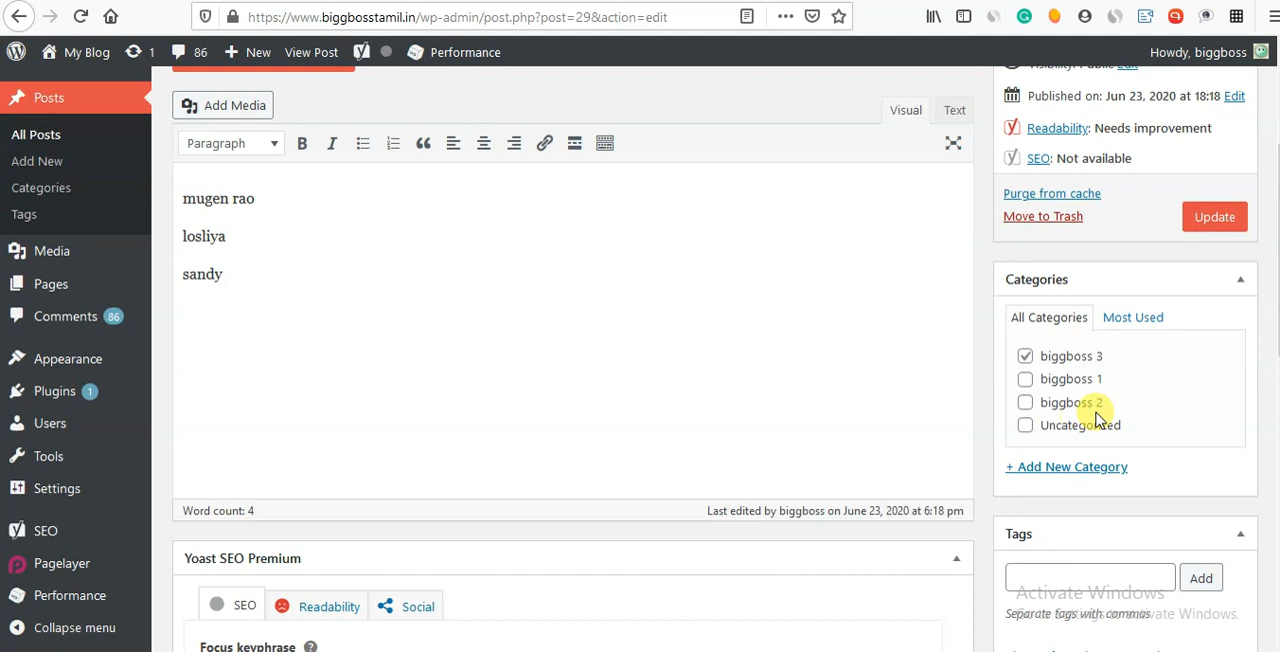 https://www.biggbosstamil.in/wp-admin/post.php?post=29&action=edit
My Blog 1 86 New View Post Performance Howdy, biggboss
Posts
All Posts
Add New
Categories
Tags
Media
Pages
Comments 86
Appearance
Plugins 1
Users
Tools
Settings
SEO
Pagelayer
Performance
Collapse menu
Add Media
Visual Text
Paragraph
mugen rao
losliya
sandy
Word count: 4 Last edited by biggboss on June 23, 2020 at 6:18 pm
Yoast SEO Premium
SEO Readability Social
Focus keyphrase
Visibility: Public Edit
Published on: Jun 23, 2020 at 18:18 Edit
Readability: Needs improvement
SEO: Not available
Purge from cache
Move to Trash Update
Categories
All Categories Most Used
biggboss 3
biggboss 1
biggboss 2
Uncategorized
+ Add New Category
Tags
Add
Activate Windows
Separate tags with commas